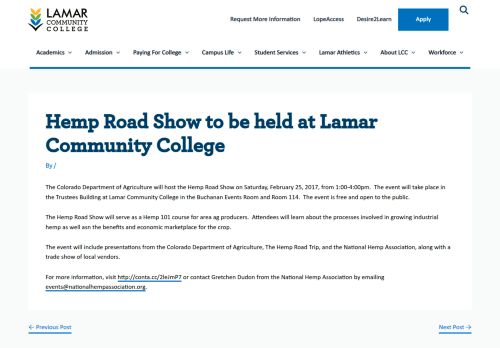 LAMAR
COMMUNITY
COLLEGE
Request More Information LopeAccess Desire2Learn Apply
Academics Admission Paying For College Campus Life Student Services Lamar Athletics About LCC Workforce
Hemp Road Show to be held at Lamar
Community College
By /
The Colorado Department of Agriculture will host the Hemp Road Show on Saturday, February 25, 2017, from 1:00-4:00pm. The event will take place in
the Trustees Building at Lamar Community College in the Buchanan Events Room and Room 114. The event is free and open to the public.
The Hemp Road Show will serve as a Hemp 101 course for area ag producers. Attendees will learn about the processes involved in growing industrial
hemp as well asn the benefits and economic marketplace for the crop.
The event will include presentations from the Colorado Department of Agriculture, The Hemp Road Trip, and the National Hemp Association, along with a
trade show of local vendors.
For more information, visit http://conta.cc/2leJmP7 or contact Gretchen Dudon from the National Hemp Association by emailing
events@nationalhempassociation.org.
← Previous Post Next Post →